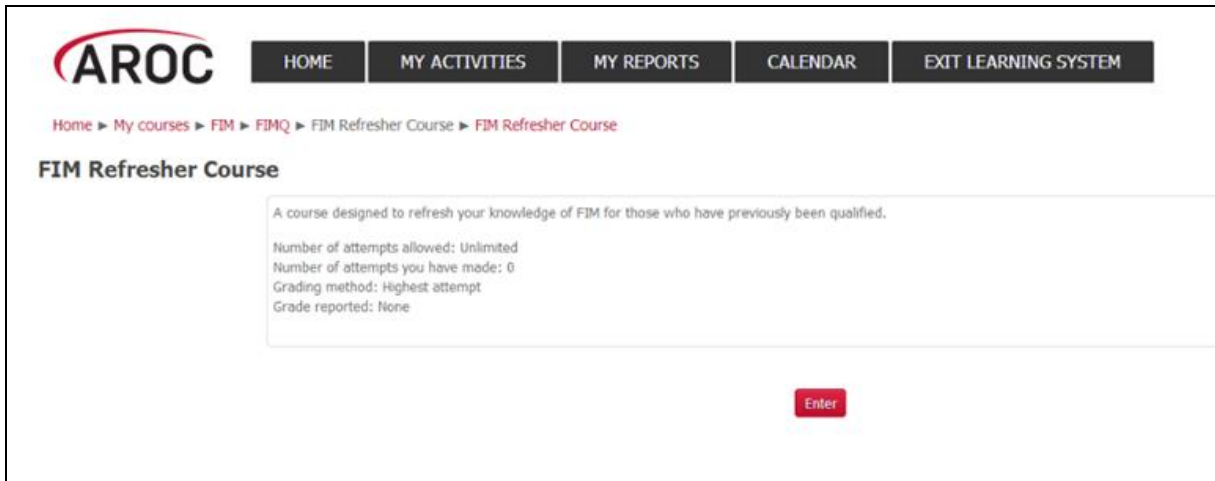 AROC
HOME MY ACTIVITIES MY REPORTS CALENDAR EXIT LEARNING SYSTEM
Home ► My courses ► FIM ► FIMQ ► FIM Refresher Course ► FIM Refresher Course
FIM Refresher Course
A course designed to refresh your knowledge of FIM for those who have previously been qualified.
Number of attempts allowed: Unlimited
Number of attempts you have made: 0
Grading method: Highest attempt
Grade reported: None
Enter